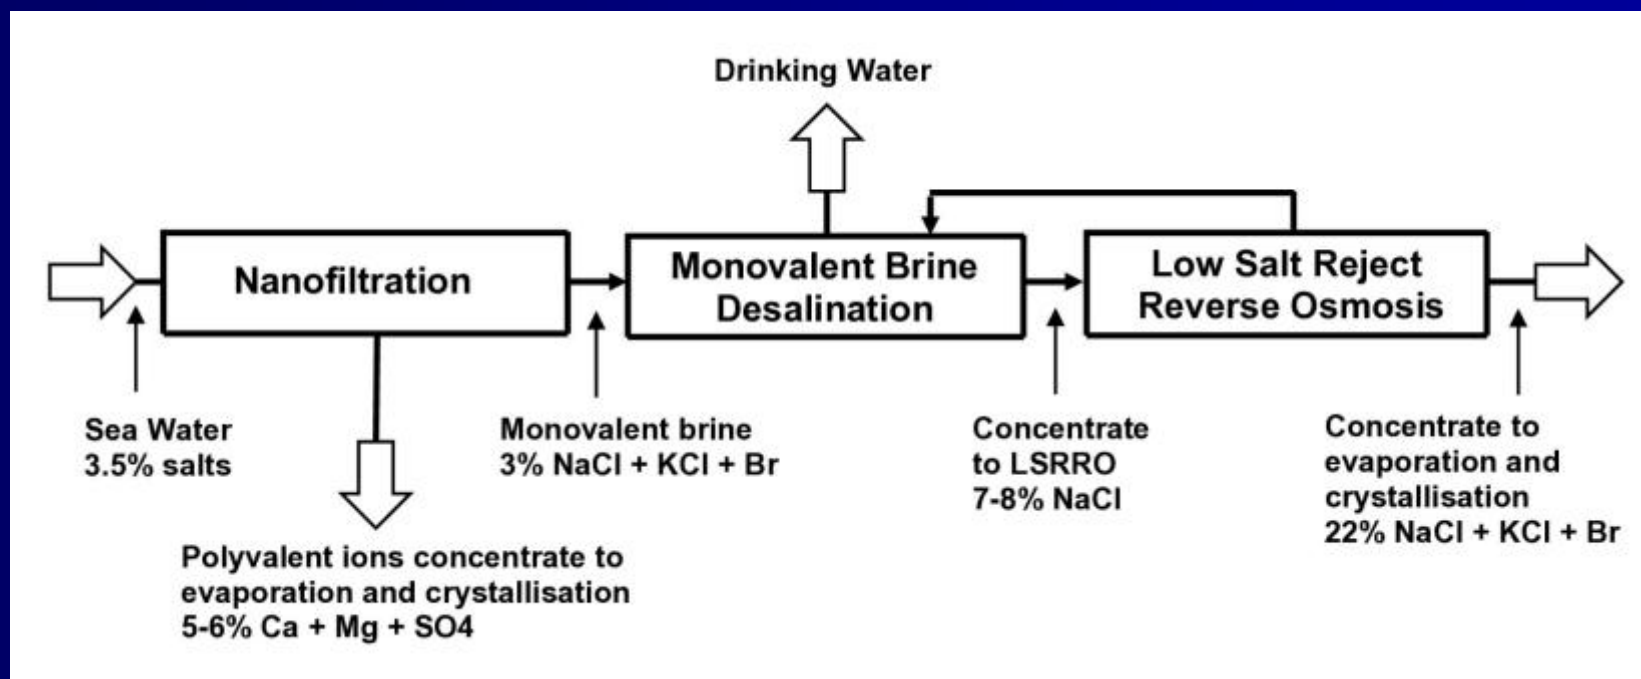 Drinking Water
Nanofiltration
Monovalent Brine
Desalination
Low Salt Reject
Reverse Osmosis
Sea Water
3.5% salts
Monovalent brine
3% NaCl + KCl + Br
Concentrate
to LSRRO
7-8% NaCl
Concentrate to
evaporation and
crystallisation
22% NaCl + KCl + Br
Polyvalent ions concentrate to
evaporation and crystallisation
5-6% Ca + Mg + SO4